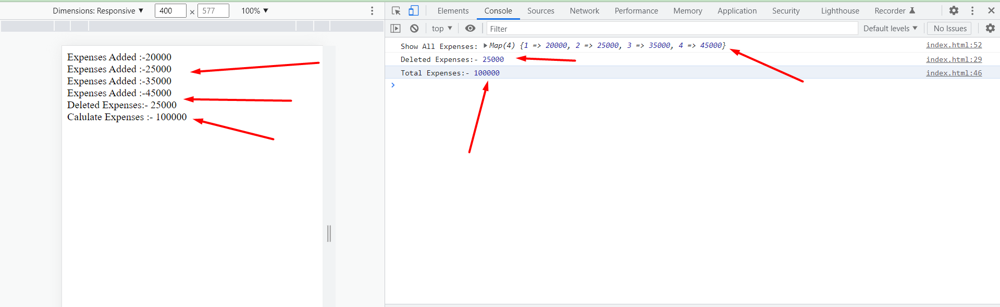 Dimensions: Responsive ▼ 400 × 577 100% ▼
Elements Console Sources Network Performance Memory Application Security Lighthouse Recorder
top ▼ Filter Default levels ▼ No Issues
Expenses Added :-20000
Expenses Added :-25000
Expenses Added :-35000
Expenses Added :-45000
Deleted Expenses:- 25000
Calulate Expenses :- 100000
Show All Expenses: ▶Map(4) {1 => 20000, 2 => 25000, 3 => 35000, 4 => 45000} index.html:52
Deleted Expenses:- 25000 index.html:29
Total Expenses:- 100000 index.html:46